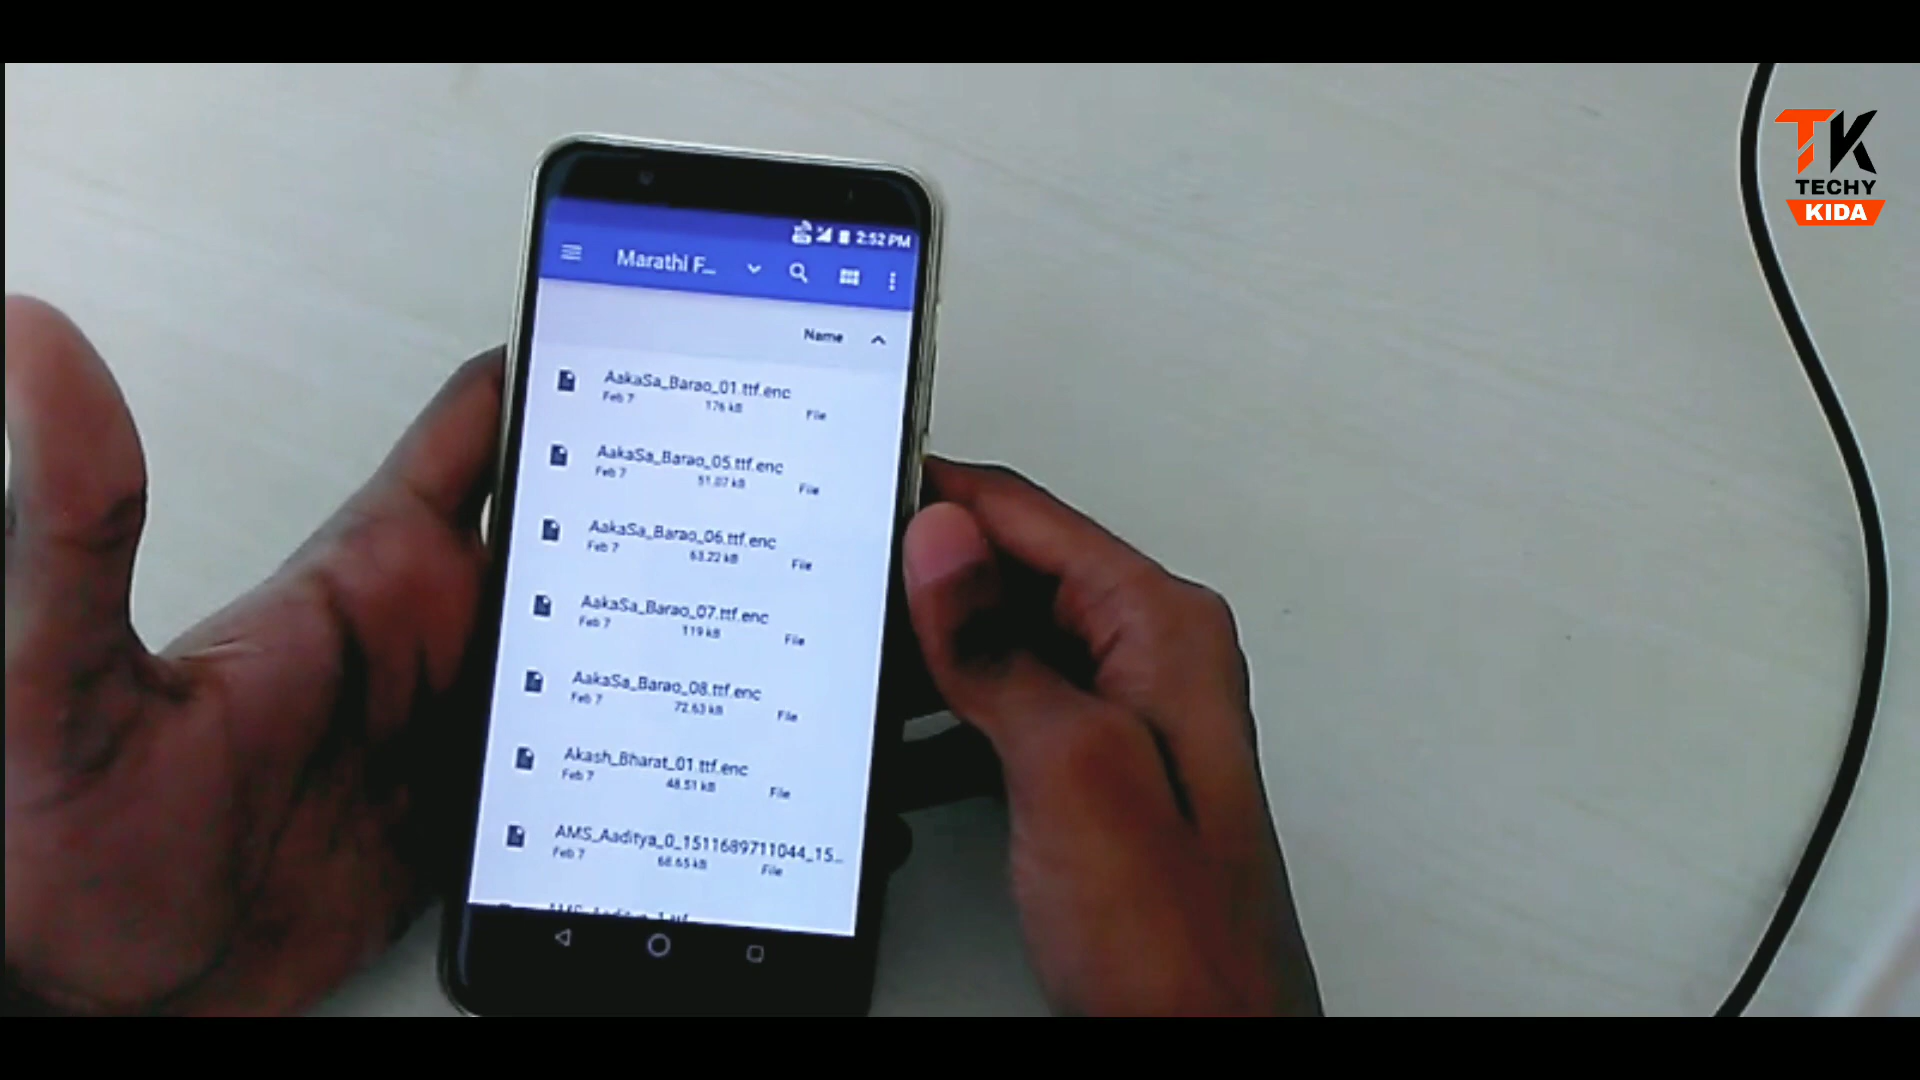 TK
TECHY
KIDA
2:52 PM
Marathi F...
Name
AakaSa_Barao_01.ttf.enc
Feb 7 176 kB File
AakaSa_Barao_05.ttf.enc
Feb 7 51.07 kB File
AakaSa_Barao_06.ttf.enc
Feb 7 63.22 kB File
AakaSa_Barao_07.ttf.enc
Feb 7 119 kB File
AakaSa_Barao_08.ttf.enc
Feb 7 72.63 kB File
Akash_Bharat_01.ttf.enc
Feb 7 48.51 kB File
AMS_Aaditya_0_1511689711044_15...
Feb 7 68.65 kB File